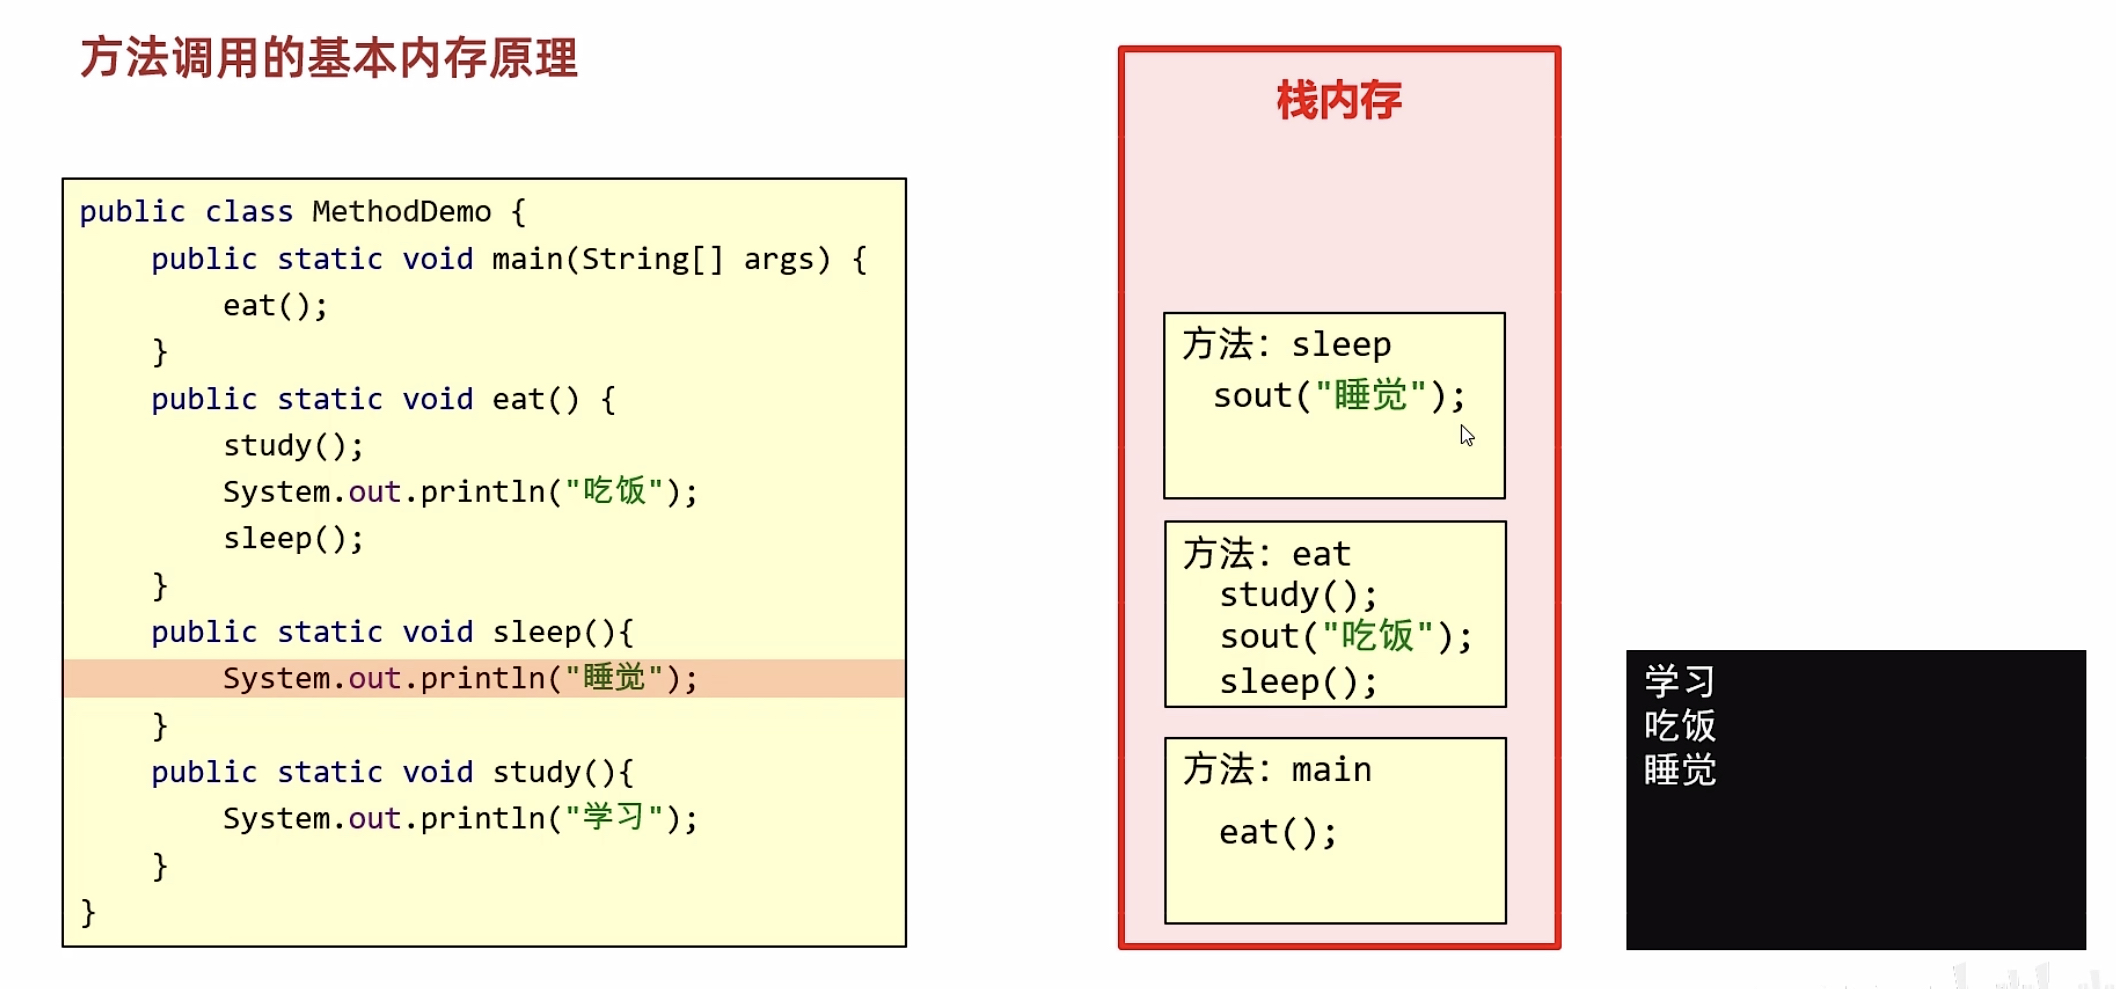 方法调用的基本内存原理
public class MethodDemo {
public static void main(String[] args) {
eat();
}
public static void eat() {
study();
System.out.println("吃饭");
sleep();
}
public static void sleep(){
System.out.println("睡觉");
}
public static void study(){
System.out.println("学习");
}
}
栈内存
方法：sleep
sout("睡觉");
方法：eat
study();
sout("吃饭");
sleep();
方法：main
eat();
学习
吃饭
睡觉